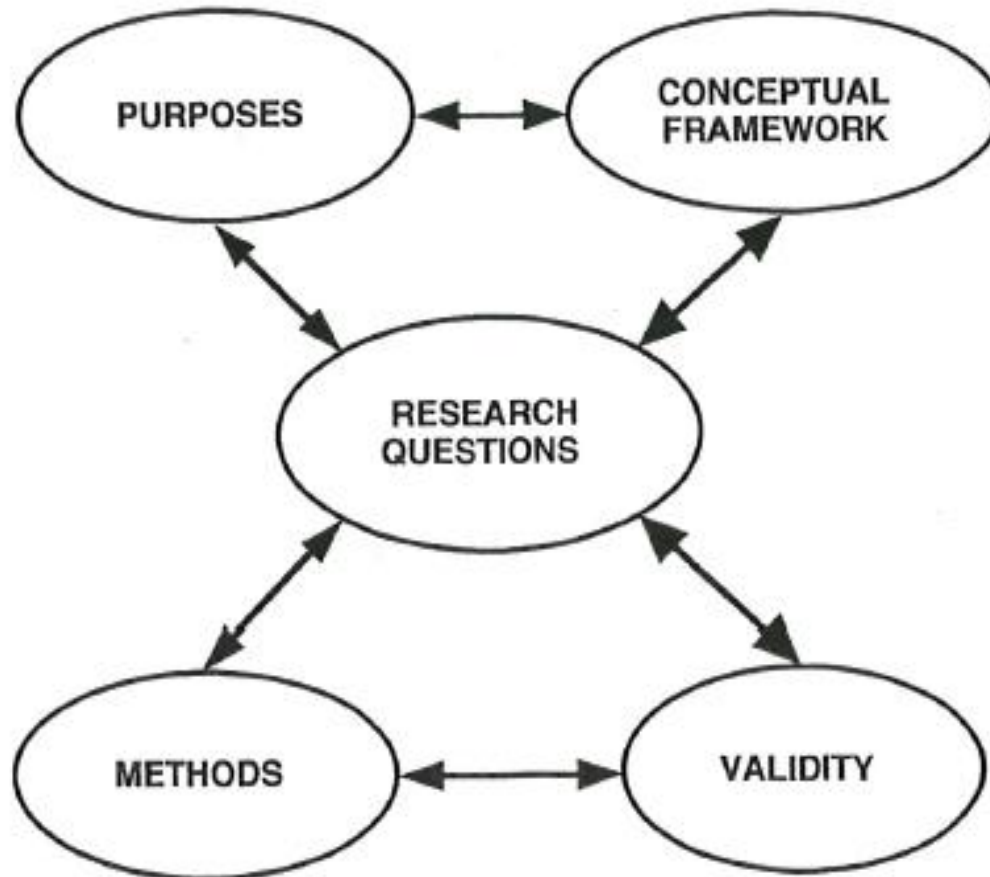 PURPOSES
CONCEPTUAL
FRAMEWORK
RESEARCH
QUESTIONS
METHODS
VALIDITY